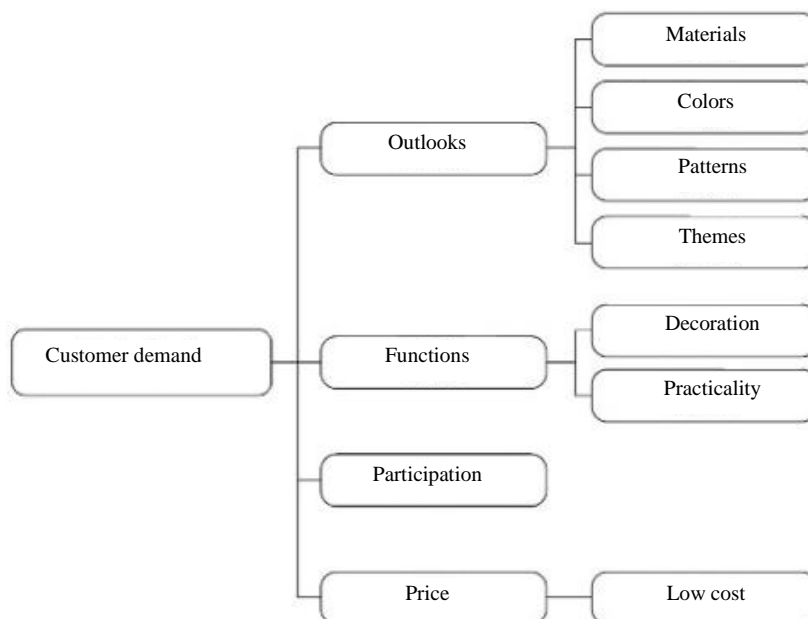 Materials
Colors
Outlooks
Patterns
Themes
Decoration
Customer demand
Functions
Practicality
Participation
Price
Low cost